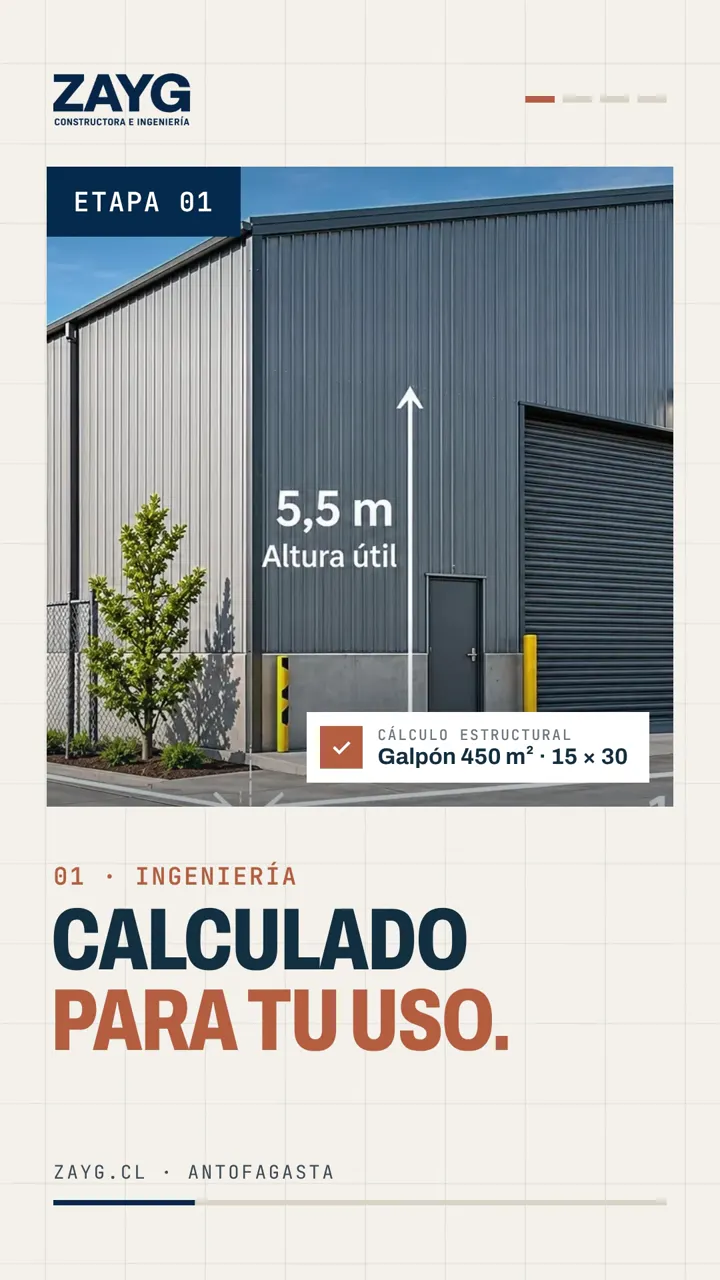 ZAYG
CONSTRUCTORA E INGENIERÍA
ETAPA 01
5,5 m
Altura útil
CÁLCULO ESTRUCTURAL
Galpón 450 m² · 15 × 30
01 · INGENIERÍA
CALCULADO
PARA TU USO.
ZAYG.CL · ANTOFAGASTA